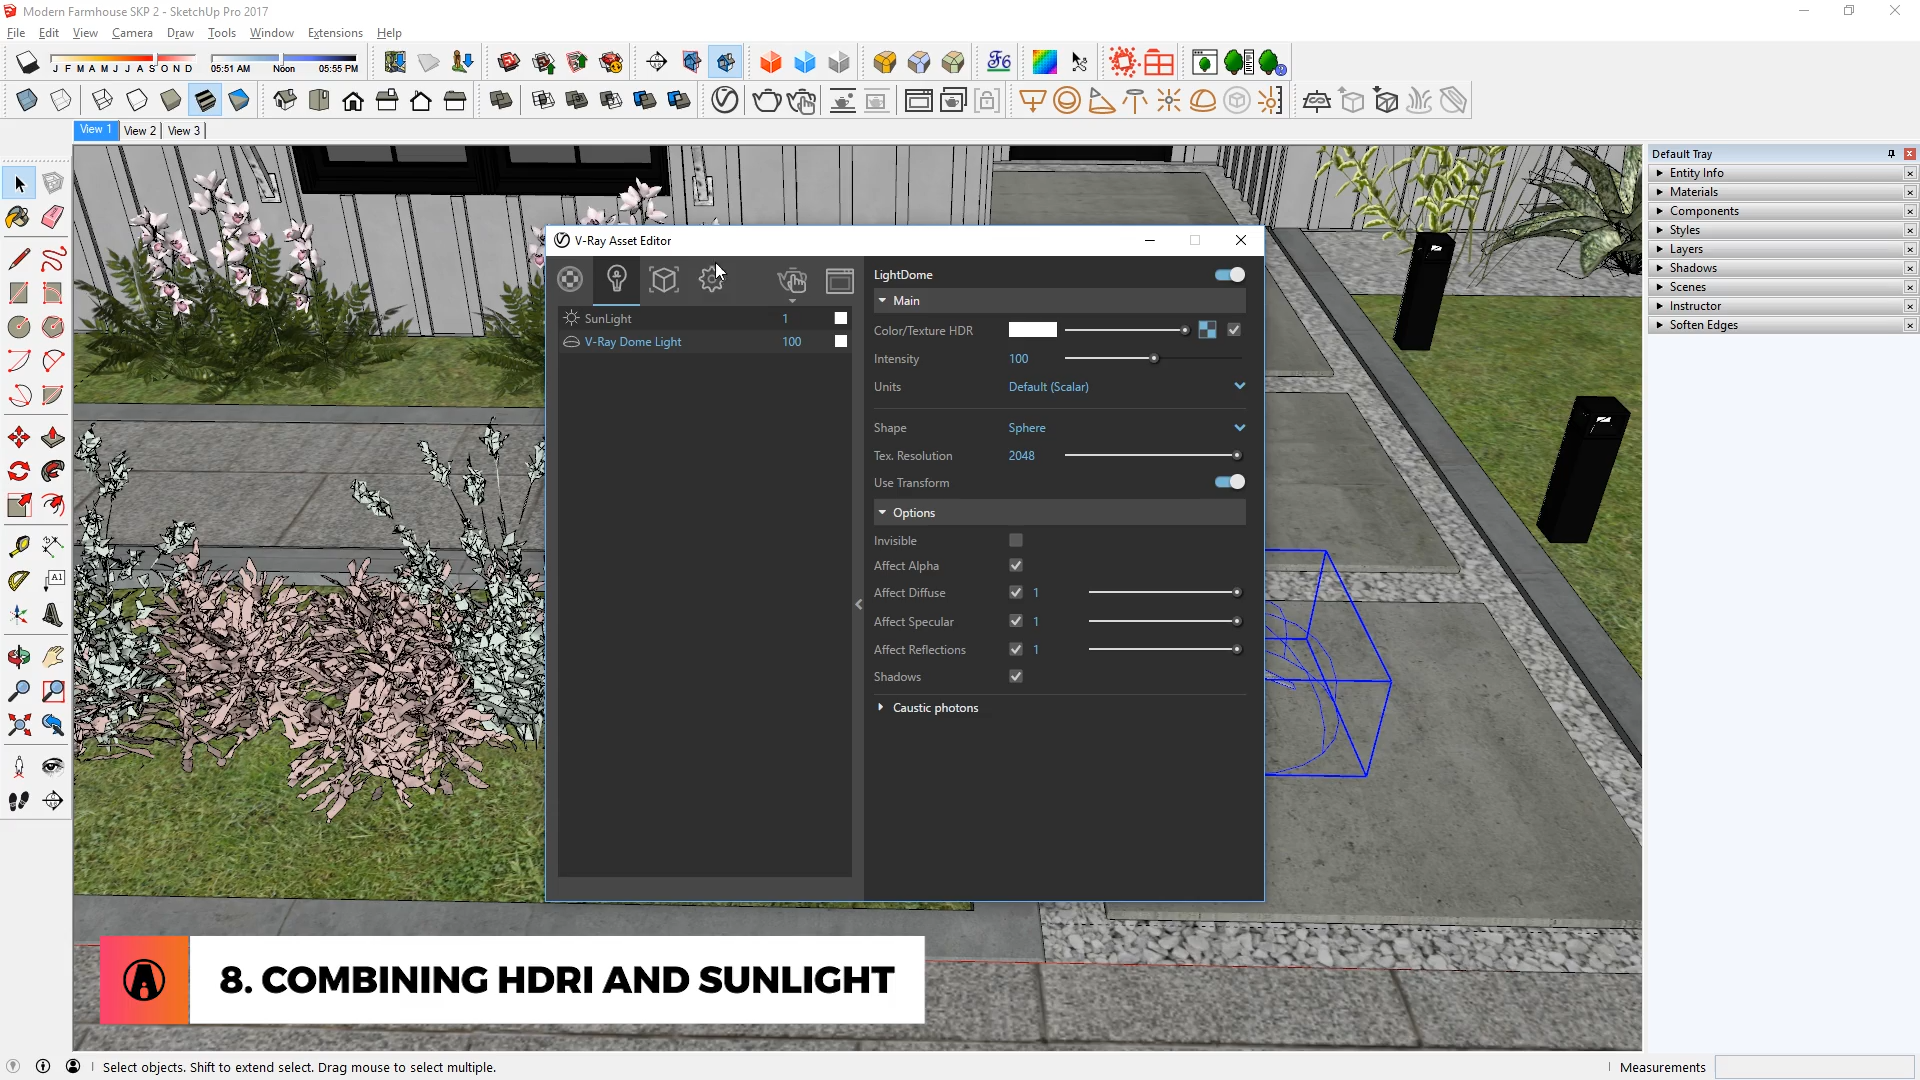 Modern Farmhouse SKP 2 - SketchUp Pro 2017
File Edit View Camera Draw Tools Window Extensions Help
J F M A M J J A S O N D 05:51 AM Noon 05:55 PM
F6
View 1 View 2 View 3
Default Tray
Entity Info
Materials
Components
Styles
Layers
Shadows
Scenes
Instructor
Soften Edges
V-Ray Asset Editor
SunLight 1
V-Ray Dome Light 100
LightDome
Main
Color/Texture HDR
Intensity 100
Units Default (Scalar)
Shape Sphere
Tex. Resolution 2048
Use Transform
Options
Invisible
Affect Alpha
Affect Diffuse 1
Affect Specular 1
Affect Reflections 1
Shadows
Caustic photons
A1
8. COMBINING HDRI AND SUNLIGHT
Select objects. Shift to extend select. Drag mouse to select multiple.
Measurements